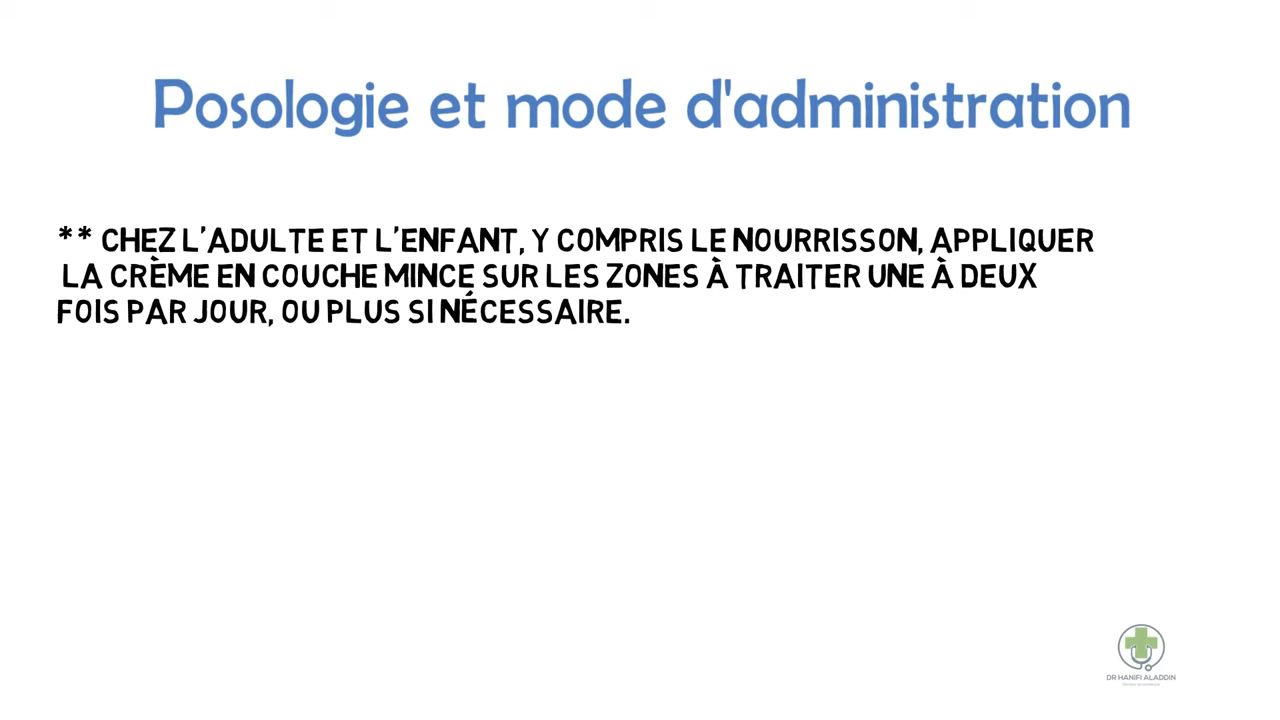 Posologie et mode d'administration
** CHEZ L'ADULTE ET L'ENFANT, Y COMPRIS LE NOURRISSON, APPLIQUER
LA CRÈME EN COUCHE MINCE SUR LES ZONES À TRAITER UNE À DEUX
FOIS PAR JOUR, OU PLUS SI NÉCESSAIRE.
DR HANIFI ALADDIN